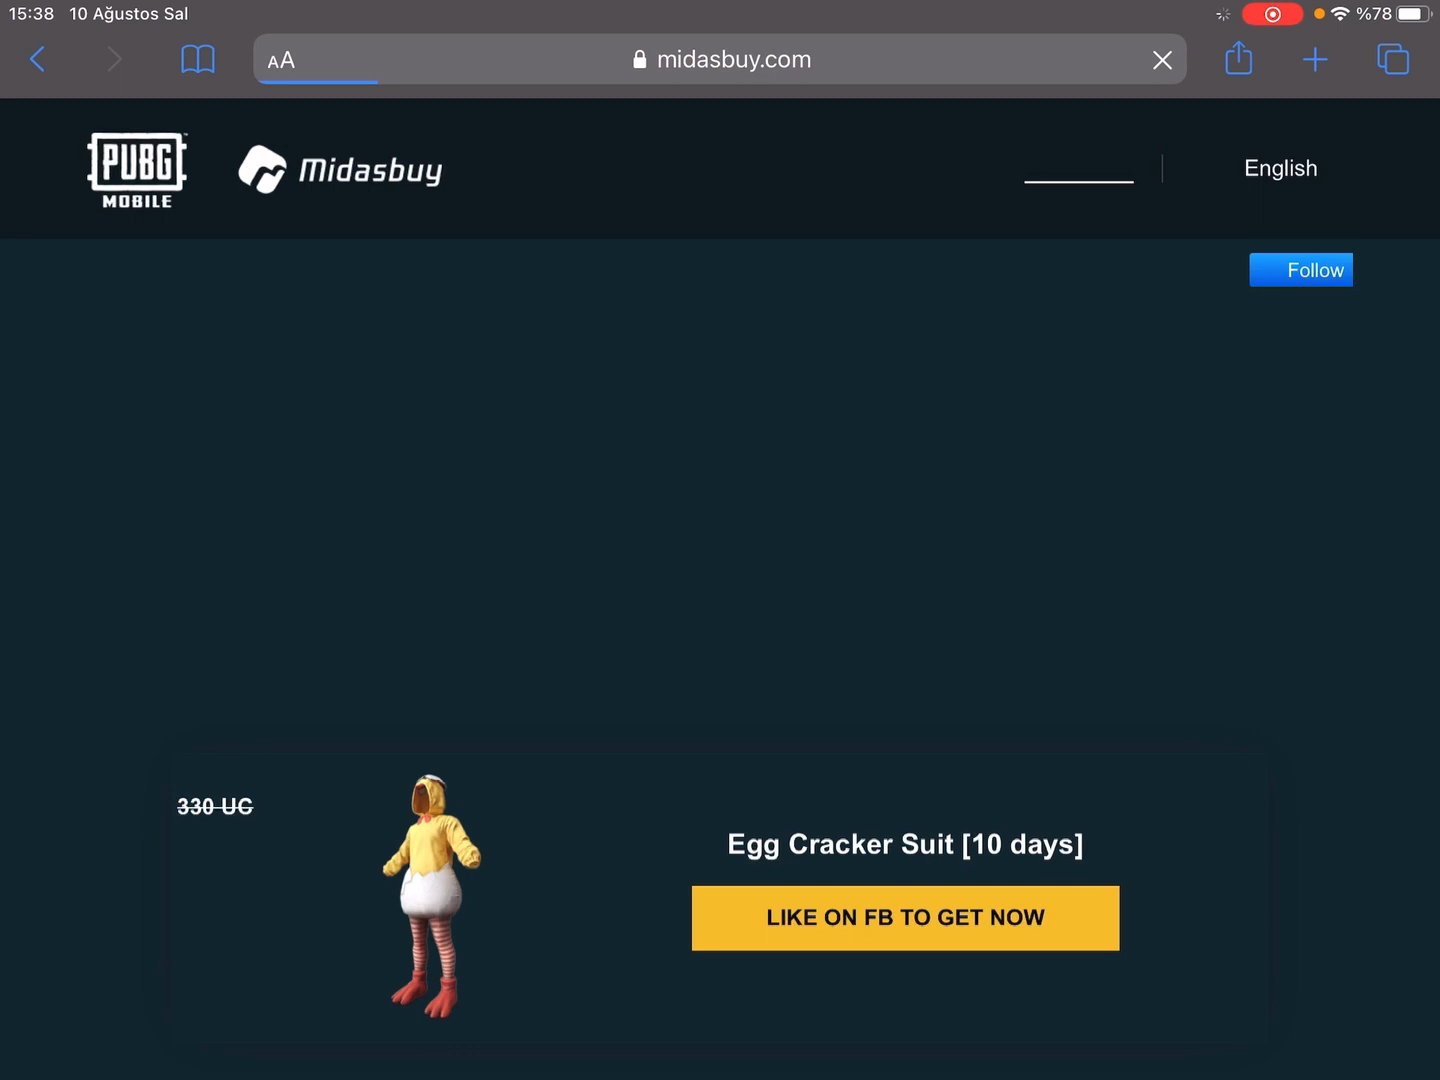 15:38 10 Ağustos Sal
%78
AA
midasbuy.com
PUBG
MOBILE
Midasbuy
English
Follow
330 UC
Egg Cracker Suit [10 days]
LIKE ON FB TO GET NOW